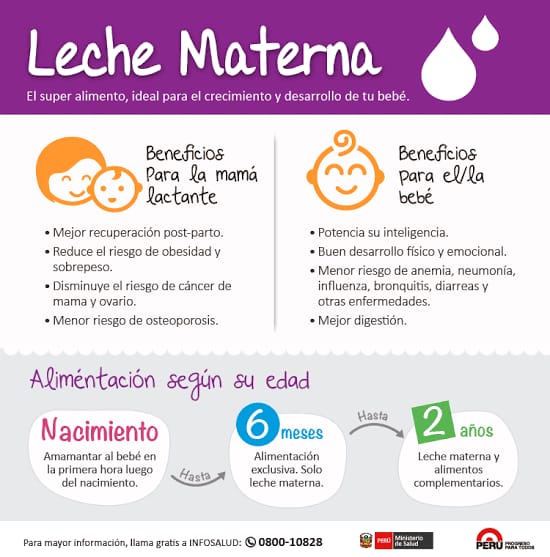 Leche Materna
El super alimento, ideal para el crecimiento y desarrollo de tu bebé.
Beneficios
Para la mamá
lactante
• Mejor recuperación post-parto.
• Reduce el riesgo de obesidad y
sobrepeso.
• Disminuye el riesgo de cáncer de
mama y ovario.
• Menor riesgo de osteoporosis.
Beneficios
para el/la
bebé
• Potencia su inteligencia.
• Buen desarrollo físico y emocional.
• Menor riesgo de anemia, neumonía,
influenza, bronquitis, diarreas y
otras enfermedades.
• Mejor digestión.
Aliméntación según su edad
Nacimiento
Amamantar al bebé en
la primera hora luego
del nacimiento.
Hasta
6 meses
Alimentación
exclusiva. Solo
leche materna.
Hasta
2 años
Leche materna y
alimentos
complementarios.
Para mayor información, llama gratis a INFOSALUD: 0800-10828
PERÚ
Ministerio
de Salud
PERÚ
PROGRESO
PARA TODOS